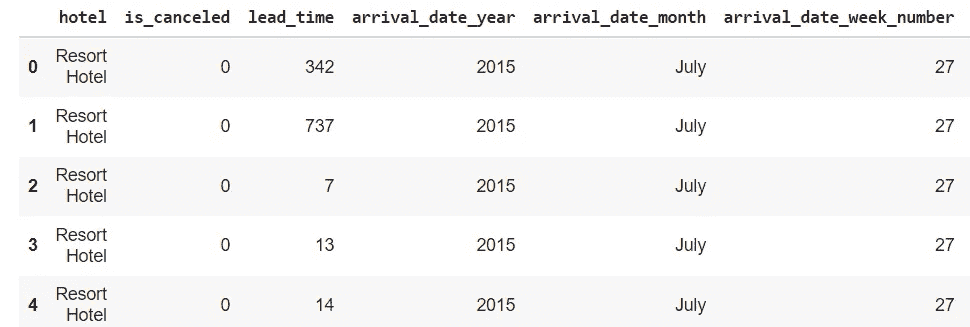 hotel is_canceled lead_time arrival_date_year arrival_date_month arrival_date_week_number
0 Resort Hotel 0 342 2015 July 27
1 Resort Hotel 0 737 2015 July 27
2 Resort Hotel 0 7 2015 July 27
3 Resort Hotel 0 13 2015 July 27
4 Resort Hotel 0 14 2015 July 27